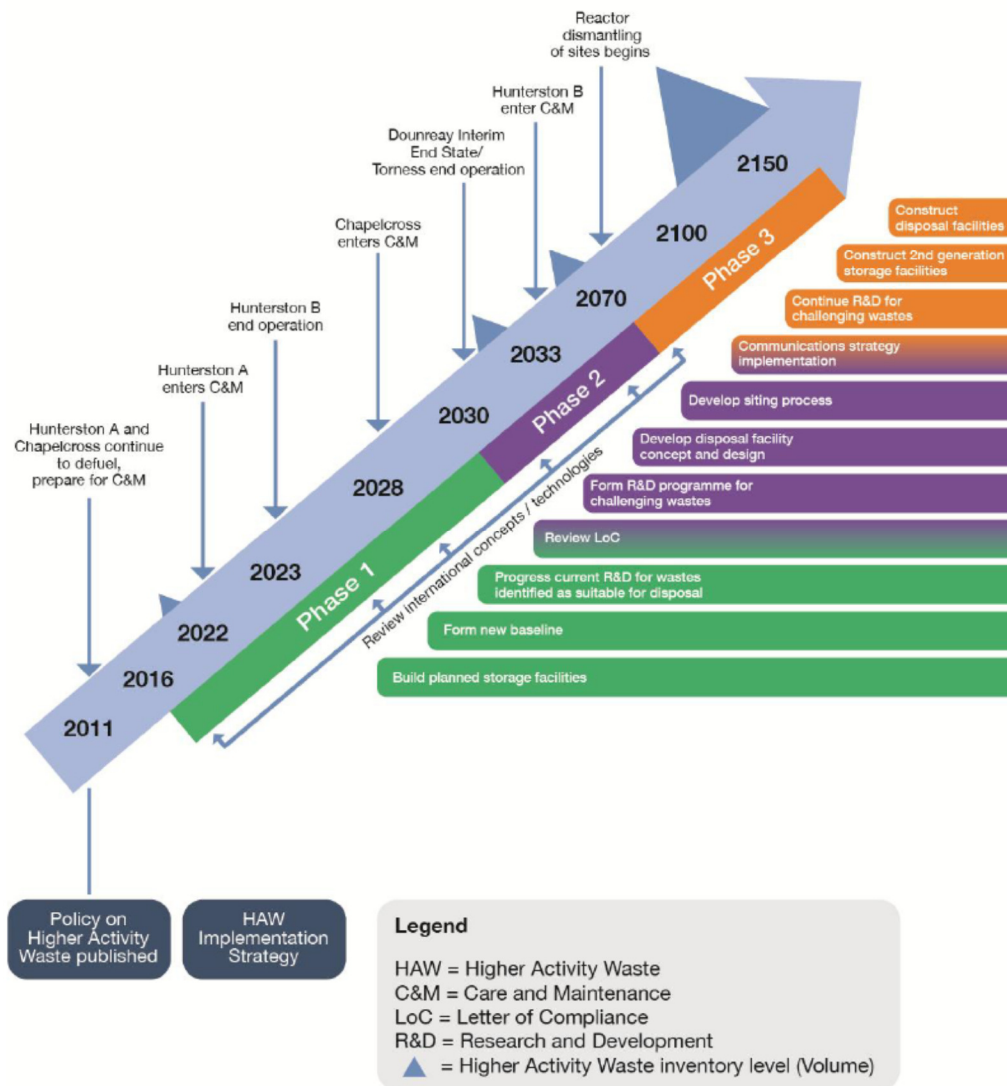 Reactor
dismantling
of sites begins
Hunterston B
enter C&M
Dounreay Interim
End State/
Torness end operation
Chapelcross
enters C&M
Hunterston B
end operation
Hunterston A
enters C&M
Hunterston A and
Chapelcross continue
to defuel,
prepare for C&M
2011
2016
2022
2023
2028
2030
2033
2070
2100
2150
Phase 1
Phase 2
Phase 3
Review international concepts / technologies
Construct
disposal facilities
Construct 2nd generation
storage facilities
Continue R&D for
challenging wastes
Communications strategy
implementation
Develop siting process
Develop disposal facility
concept and design
Form R&D programme for
challenging wastes
Review LoC
Progress current R&D for wastes
identified as suitable for disposal
Form new baseline
Build planned storage facilities
Policy on
Higher Activity
Waste published
HAW
Implementation
Strategy
Legend
HAW = Higher Activity Waste
C&M = Care and Maintenance
LoC = Letter of Compliance
R&D = Research and Development
= Higher Activity Waste inventory level (Volume)